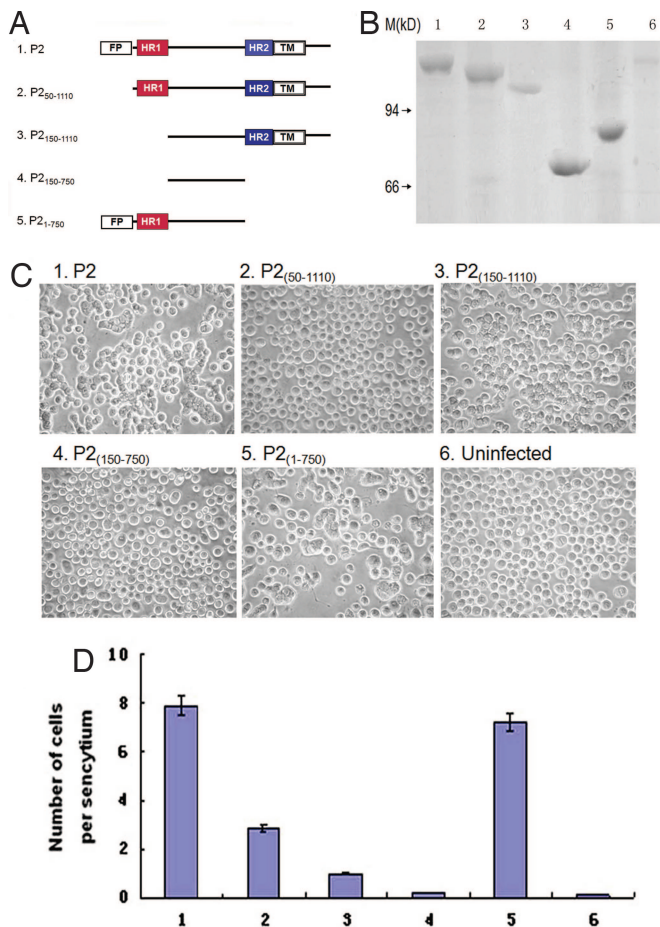 A
1. P2
FP HR1 HR2 TM
2. P250-1110
HR1 HR2 TM
3. P2150-1110
HR2 TM
4. P2150-750
5. P21-750
FP HR1
B
M(kD) 1 2 3 4 5 6
94
66
C
1. P2
2. P2(50-1110)
3. P2(150-1110)
4. P2(150-750)
5. P2(1-750)
6. Uninfected
D
Number of cells
per sencytium
10
8
6
4
2
0
1 2 3 4 5 6